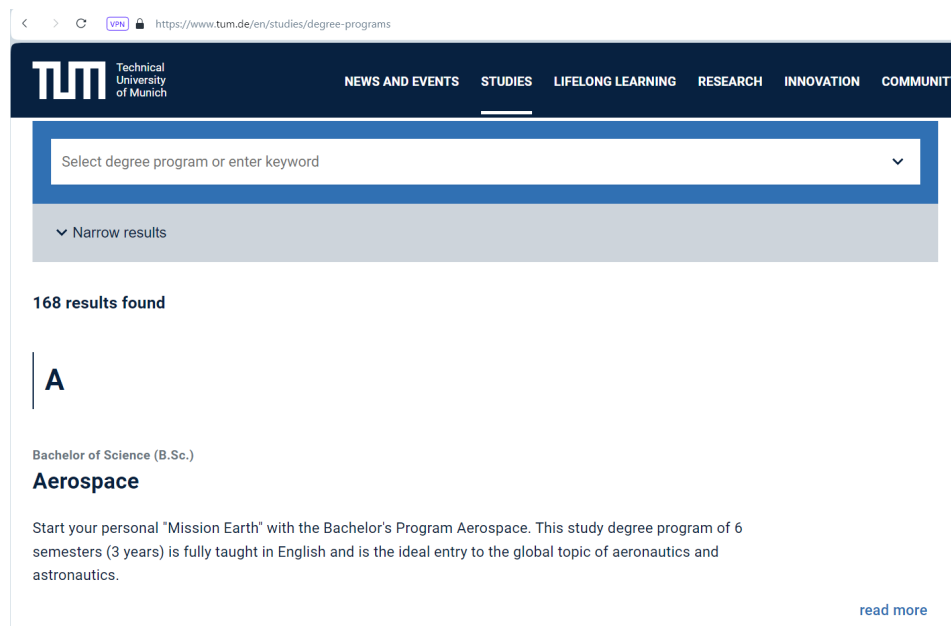 VPN https://www.tum.de/en/studies/degree-programs
TUM Technical
University
of Munich
NEWS AND EVENTS STUDIES LIFELONG LEARNING RESEARCH INNOVATION COMMUNIT
Select degree program or enter keyword
Narrow results
168 results found
A
Bachelor of Science (B.Sc.)
Aerospace
Start your personal "Mission Earth" with the Bachelor's Program Aerospace. This study degree program of 6
semesters (3 years) is fully taught in English and is the ideal entry to the global topic of aeronautics and
astronautics.
read more